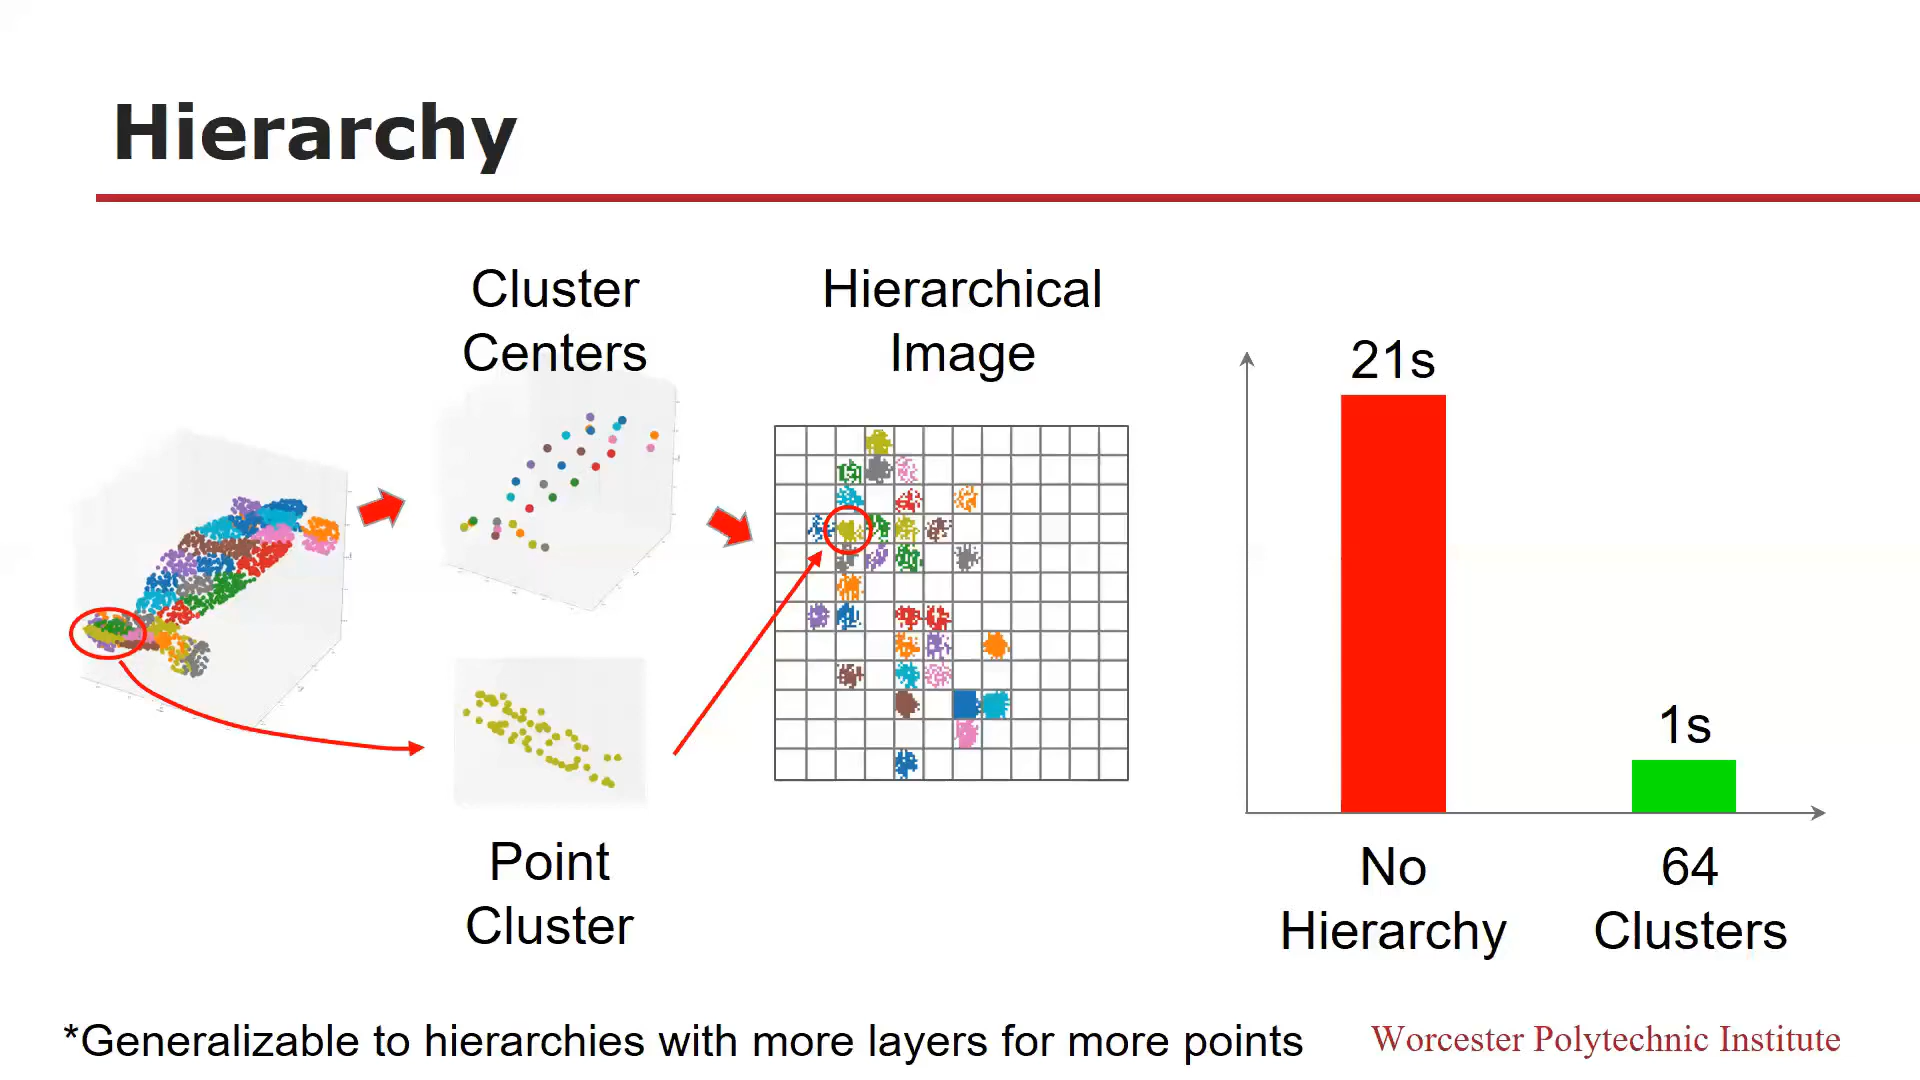 Hierarchy
Cluster
Centers
Hierarchical
Image
Point
Cluster
21s
1s
No
Hierarchy
64
Clusters
*Generalizable to hierarchies with more layers for more points
Worcester Polytechnic Institute